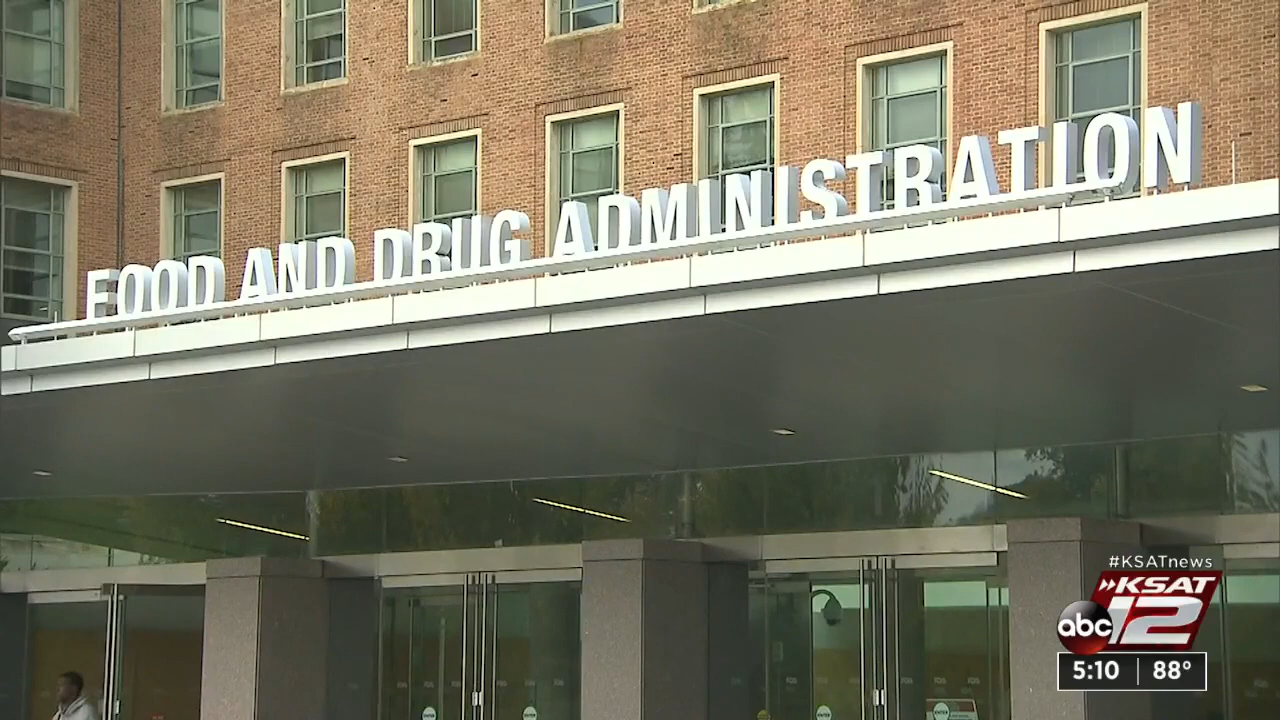 FOOD AND DRUG ADMINISTRATION
#KSATnews
KSAT
abc 12
5:10 88°